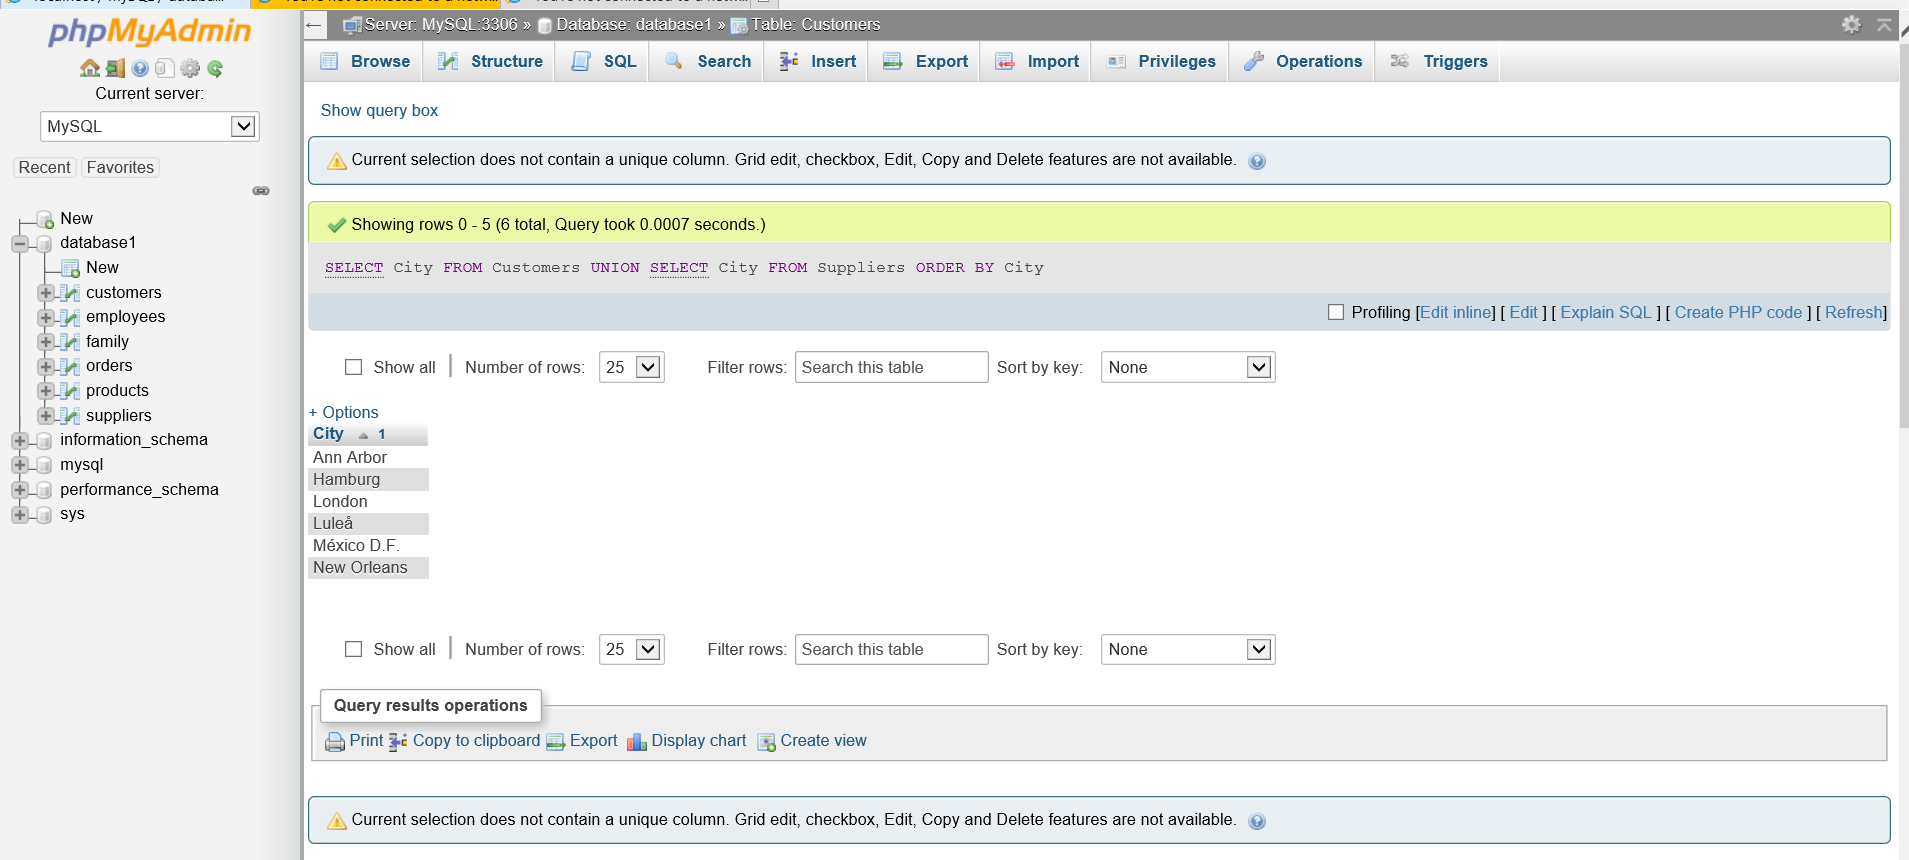 phpMyAdmin
Current server:
MySQL
Recent Favorites
New
database1
New
customers
employees
family
orders
products
suppliers
information_schema
mysql
performance_schema
sys
Server: MySQL:3306 » Database: database1 » Table: Customers
Browse Structure SQL Search Insert Export Import Privileges Operations Triggers
Show query box
Current selection does not contain a unique column. Grid edit, checkbox, Edit, Copy and Delete features are not available.
Showing rows 0 - 5 (6 total, Query took 0.0007 seconds.)
SELECT City FROM Customers UNION SELECT City FROM Suppliers ORDER BY City
Profiling [Edit inline] [ Edit ] [ Explain SQL ] [ Create PHP code ] [ Refresh]
Show all | Number of rows: 25 Filter rows: Search this table Sort by key: None
+ Options
City 1
Ann Arbor
Hamburg
London
Luleå
México D.F.
New Orleans
Show all | Number of rows: 25 Filter rows: Search this table Sort by key: None
Query results operations
Print Copy to clipboard Export Display chart Create view
Current selection does not contain a unique column. Grid edit, checkbox, Edit, Copy and Delete features are not available.